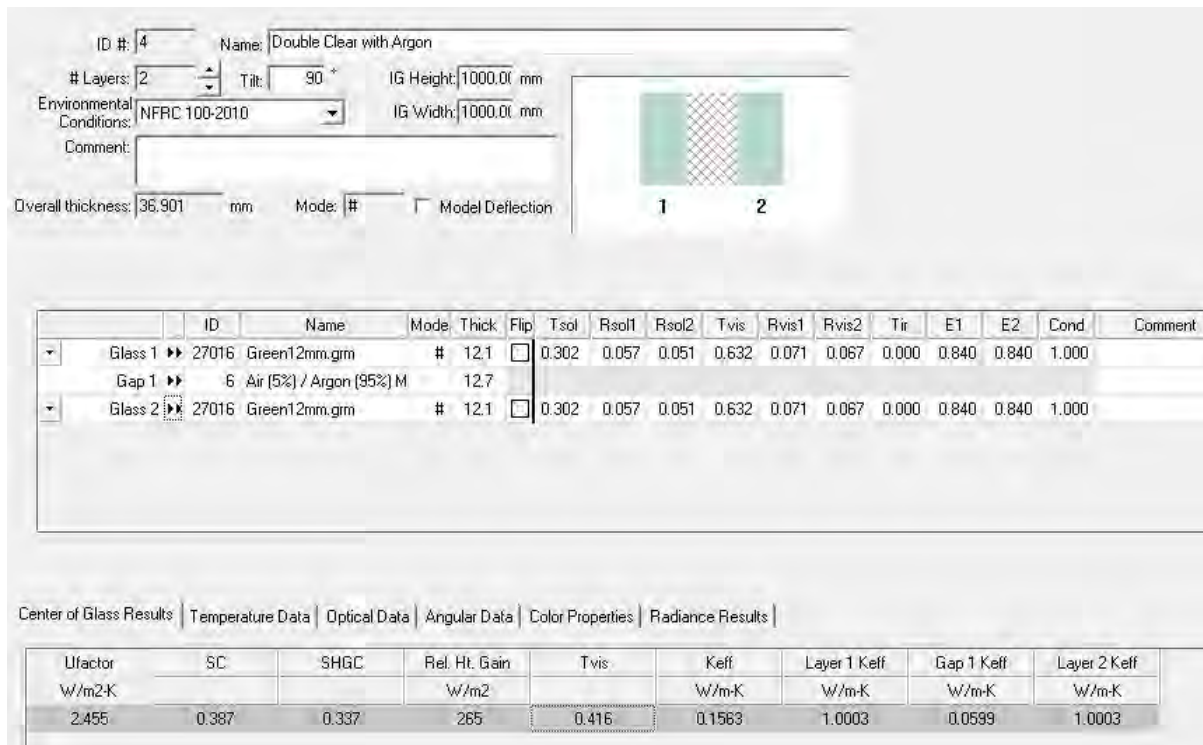 ID #: 4 Name: Double Clear with Argon
# Layers: 2 Tilt: 90 ° IG Height: 1000.00 mm
Environmental Conditions: NFRC 100-2010 IG Width: 1000.00 mm
Comment:
Overall thickness: 36.901 mm Mode: # Model Deflection
1 2
ID Name Mode Thick Flip Tsol Rsol1 Rsol2 Tvis Rvis1 Rvis2 Tir E1 E2 Cond Comment
Glass 1 27016 Green12mm.grm # 12.1 0.302 0.057 0.051 0.632 0.071 0.067 0.000 0.840 0.840 1.000
Gap 1 6 Air (5%) / Argon (95%) M 12.7
Glass 2 27016 Green12mm.grm # 12.1 0.302 0.057 0.051 0.632 0.071 0.067 0.000 0.840 0.840 1.000
Center of Glass Results Temperature Data Optical Data Angular Data Color Properties Radiance Results
Ufactor SC SHGC Rel. Ht. Gain Tvis Keff Layer 1 Keff Gap 1 Keff Layer 2 Keff
W/m2-K W/m2 W/m-K W/m-K W/m-K W/m-K
2.455 0.387 0.337 265 0.416 0.1563 1.0003 0.0599 1.0003